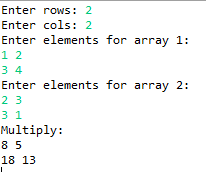 Enter rows: 2
Enter cols: 2
Enter elements for array 1:
1 2
3 4
Enter elements for array 2:
2 3
3 1
Multiply:
8 5
18 13